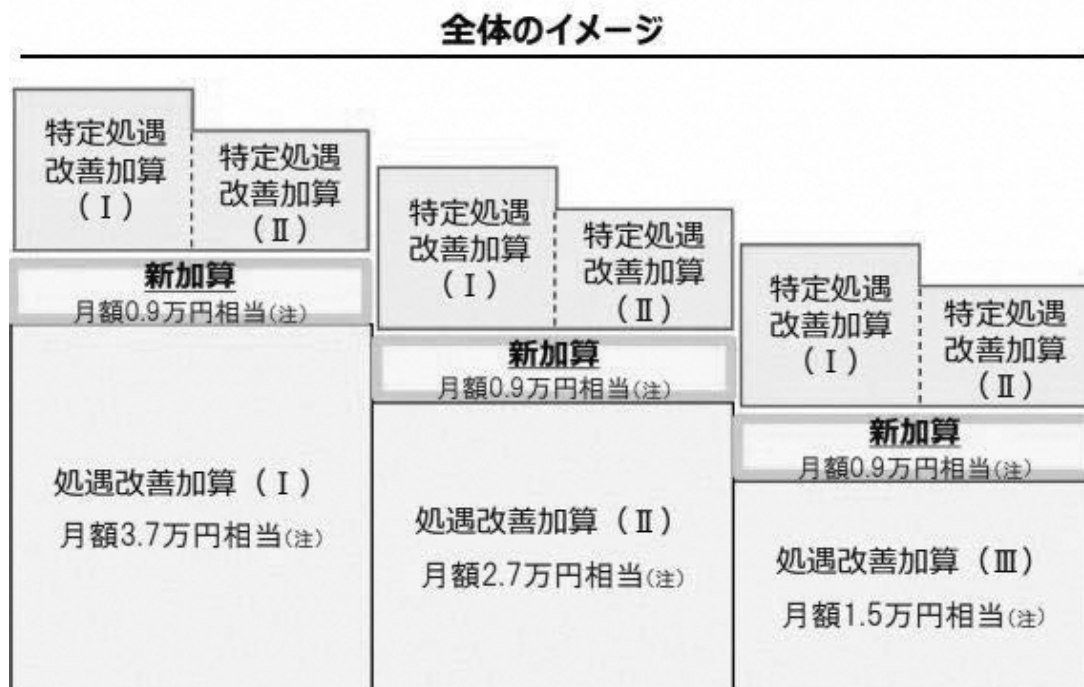 全体のイメージ
特定処遇
改善加算
（Ⅰ）
特定処遇
改善加算
（Ⅱ）
新加算
月額0.9万円相当(注)
処遇改善加算（Ⅰ）
月額3.7万円相当(注)
特定処遇
改善加算
（Ⅰ）
特定処遇
改善加算
（Ⅱ）
新加算
月額0.9万円相当(注)
処遇改善加算（Ⅱ）
月額2.7万円相当(注)
特定処遇
改善加算
（Ⅰ）
特定処遇
改善加算
（Ⅱ）
新加算
月額0.9万円相当(注)
処遇改善加算（Ⅲ）
月額1.5万円相当(注)